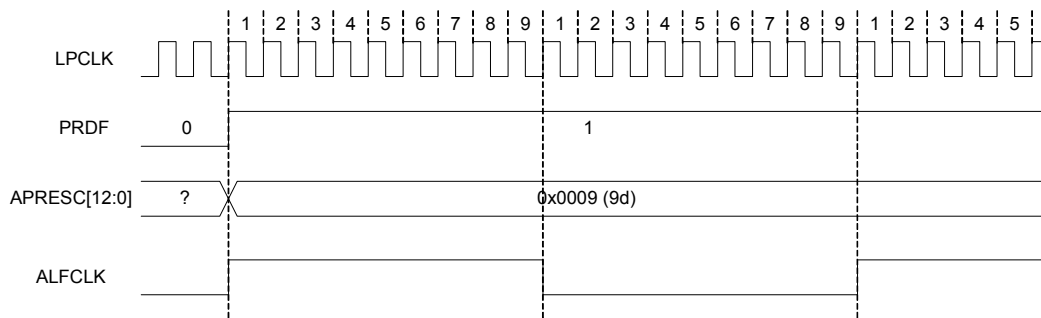 1 2 3 4 5 6 7 8 9 1 2 3 4 5 6 7 8 9 1 2 3 4 5
LPCLK
PRDF 0 1
APRESC[12:0] ? 0x0009 (9d)
ALFCLK